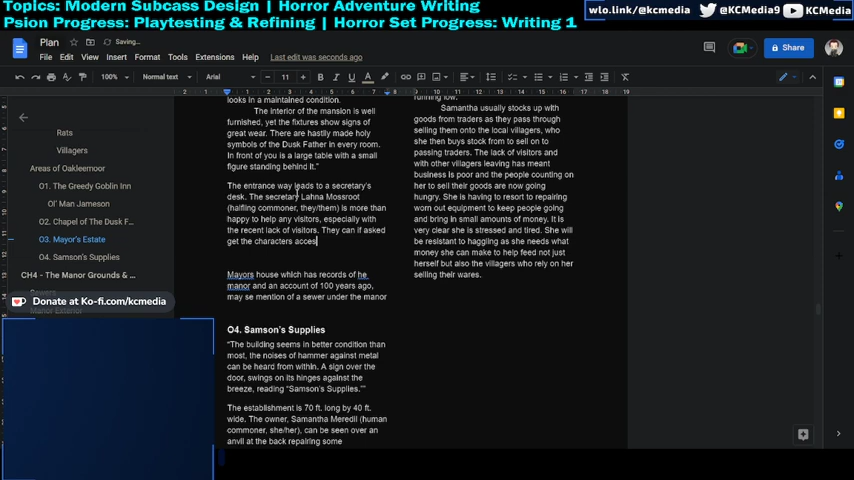 Topics: Modern Subcass Design | Horror Adventure Writing
Psion Progress: Playtesting & Refining | Horror Set Progress: Writing 1
wlo.link/@kcmedia
KCMedia9
KCMedia
Plan
Saving...
File Edit View Insert Format Tools Extensions Help Last edit was seconds ago
Share
100%
Normal text
Arial
11
Rats
Villagers
Areas of Oakleemoor
O1. The Greedy Goblin Inn
Ol' Man Jameson
O2. Chapel of The Dusk F...
O3. Mayor's Estate
O4. Samson's Supplies
CH4 - The Manor Grounds & ...
Manor Exterior
Donate at Ko-fi.com/kcmedia
looks in a maintained condition.
The interior of the mansion is well
furnished, yet the fixtures show signs of
great wear. There are hastily made holy
symbols of the Dusk Father in every room.
In front of you is a large table with a small
figure standing behind it."
The entrance way leads to a secretary's
desk. The secretary Lahna Mossroot
(halfling commoner, they/them) is more than
happy to help any visitors, especially with
the recent lack of visitors. They can if asked
get the characters acces
Mayors house which has records of he
manor and an account of 100 years ago,
may se mention of a sewer under the manor
O4. Samson's Supplies
"The building seems in better condition than
most, the noises of hammer against metal
can be heard from within. A sign over the
door, swings on its hinges against the
breeze, reading "Samson's Supplies.""
The establishment is 70 ft. long by 40 ft.
wide. The owner, Samantha Meredil (human
commoner, she/her), can be seen over an
anvil at the back repairing some
running low.
Samantha usually stocks up with
goods from traders as they pass through
selling them onto the local villagers, who
she then buys stock from to sell on to
passing traders. The lack of visitors and
with other villagers leaving has meant
business is poor and the people counting on
her to sell their goods are now going
hungry. She is having to resort to repairing
worn out equipment to keep people going
and bring in small amounts of money. It is
very clear she is stressed and tired. She will
be resistant to haggling as she needs what
money she can make to help feed not just
herself but also the villagers who rely on her
selling their wares.